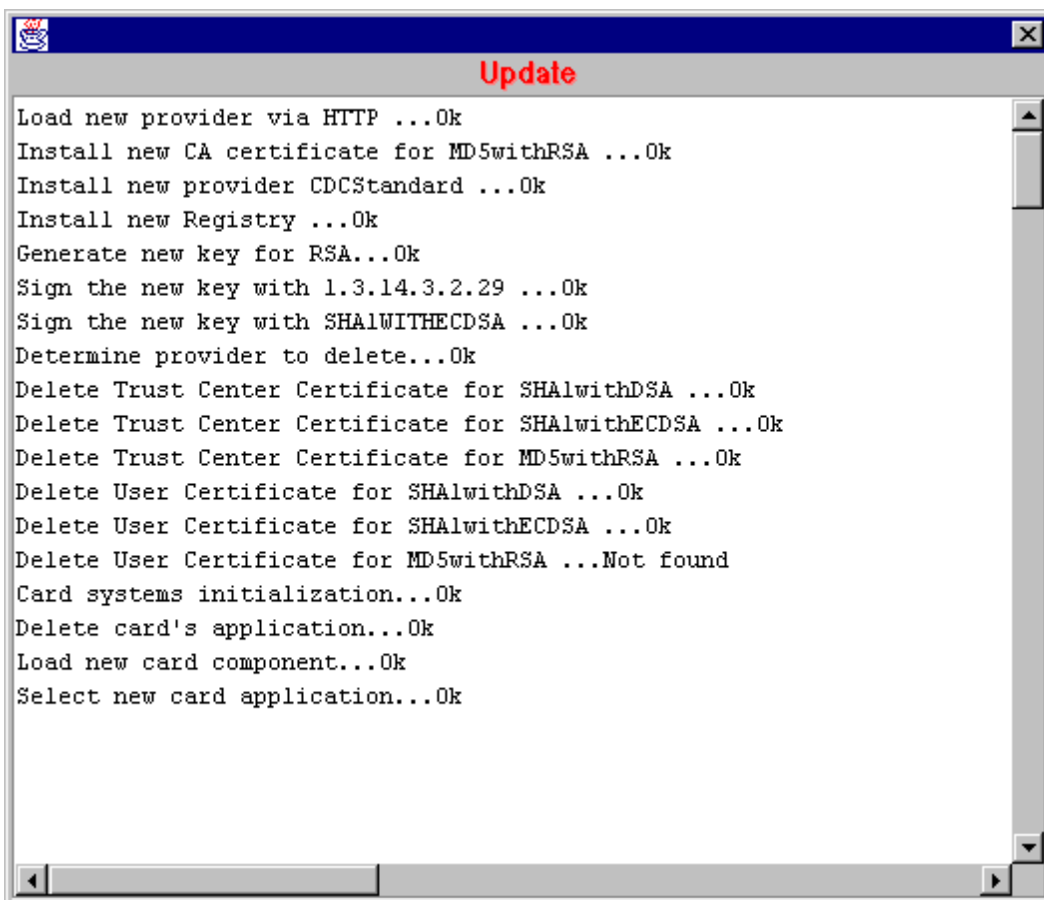 Update
Load new provider via HTTP ...Ok
Install new CA certificate for MD5withRSA ...Ok
Install new provider CDCStandard ...Ok
Install new Registry ...Ok
Generate new key for RSA...Ok
Sign the new key with 1.3.14.3.2.29 ...Ok
Sign the new key with SHA1WITHECDSA ...Ok
Determine provider to delete...Ok
Delete Trust Center Certificate for SHA1withDSA ...Ok
Delete Trust Center Certificate for SHA1withECDSA ...Ok
Delete Trust Center Certificate for MD5withRSA ...Ok
Delete User Certificate for SHA1withDSA ...Ok
Delete User Certificate for SHA1withECDSA ...Ok
Delete User Certificate for MD5withRSA ...Not found
Card systems initialization...Ok
Delete card's application...Ok
Load new card component...Ok
Select new card application...Ok